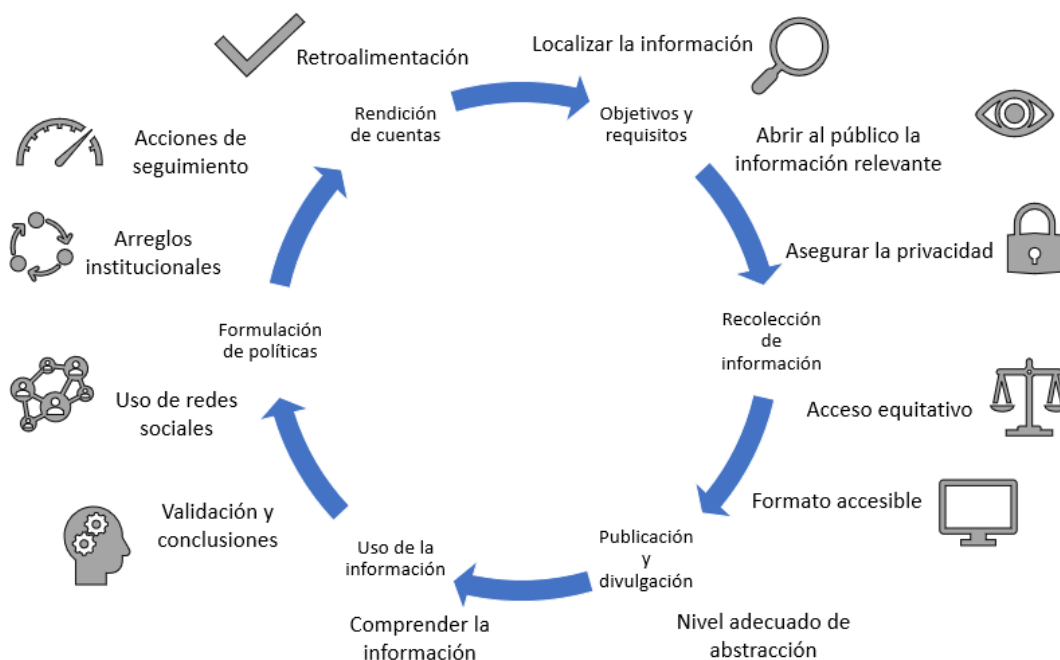 Retroalimentación
Localizar la información
Rendición
de cuentas
Objetivos y
requisitos
Abrir al público la
información relevante
Acciones de
seguimiento
Asegurar la privacidad
Arreglos
institucionales
Recolección
de
información
Formulación
de políticas
Acceso equitativo
Uso de redes
sociales
Formato accesible
Validación y
conclusiones
Publicación
y
divulgación
Uso de la
información
Nivel adecuado de
abstracción
Comprender la
información